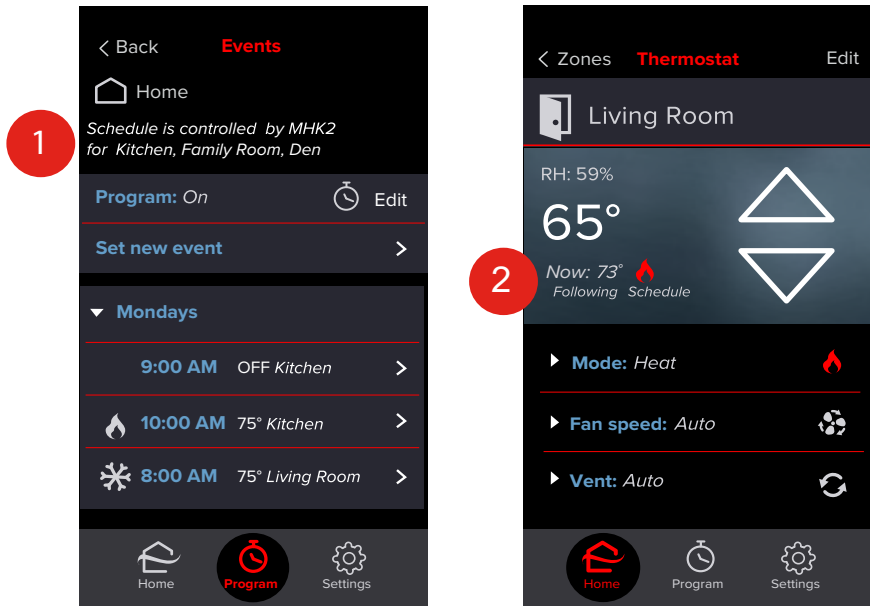 Back
Events
Home
1
Schedule is controlled by MHK2
for Kitchen, Family Room, Den
Program: On
Edit
Set new event
Mondays
9:00 AM OFF Kitchen
10:00 AM 75° Kitchen
8:00 AM 75° Living Room
Home
Program
Settings
Zones
Thermostat
Edit
Living Room
RH: 59%
65°
2
Now: 73°
Following Schedule
Mode: Heat
Fan speed: Auto
Vent: Auto
Home
Program
Settings